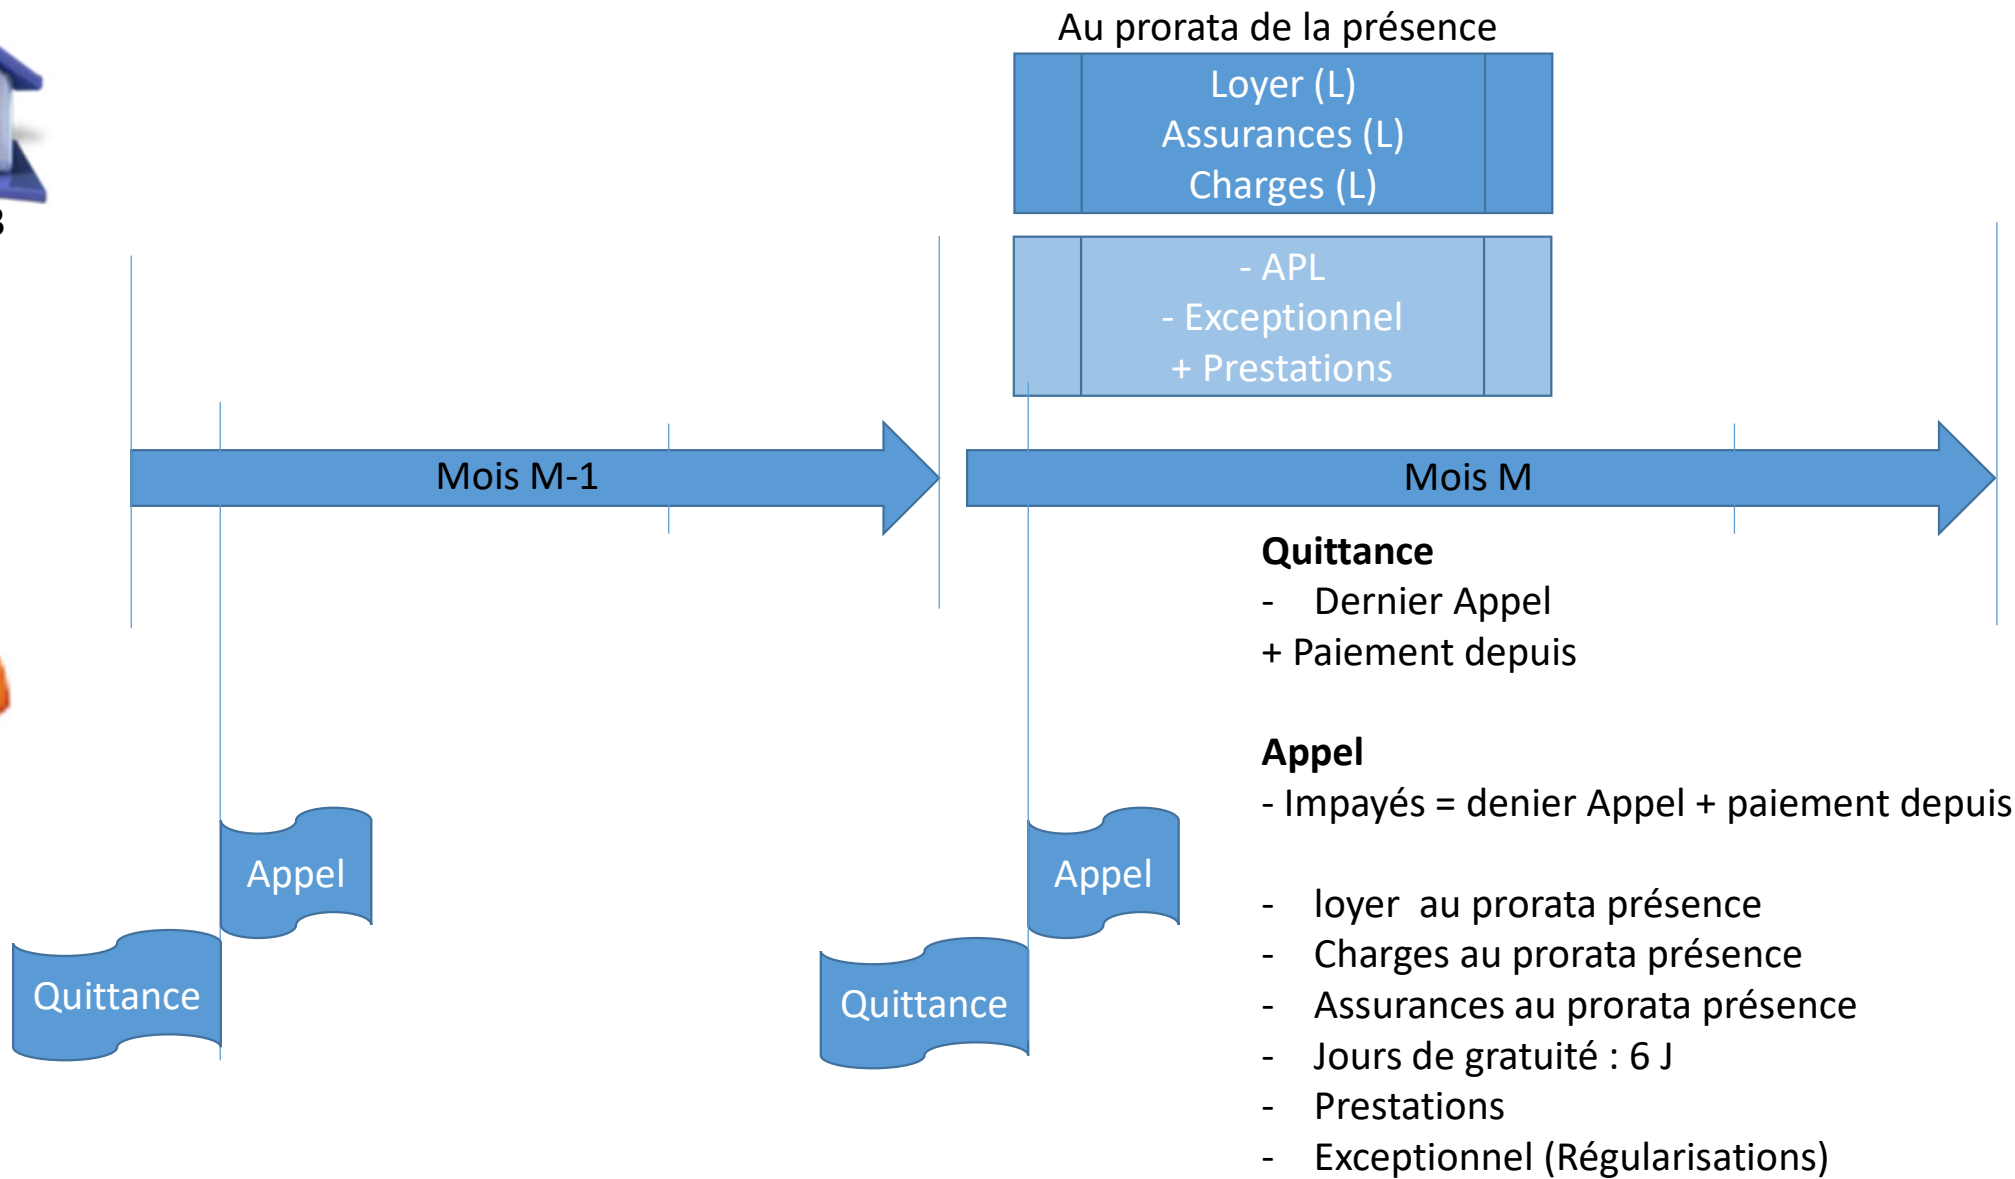 Au prorata de la présence
Loyer (L)
Assurances (L)
Charges (L)
- APL
- Exceptionnel
+ Prestations
Mois M-1
Mois M
Quittance
- Dernier Appel
+ Paiement depuis
Appel
- Impayés = denier Appel + paiement depuis
- loyer au prorata présence
- Charges au prorata présence
- Assurances au prorata présence
- Jours de gratuité : 6 J
- Prestations
- Exceptionnel (Régularisations)
Appel
Quittance
Appel
Quittance